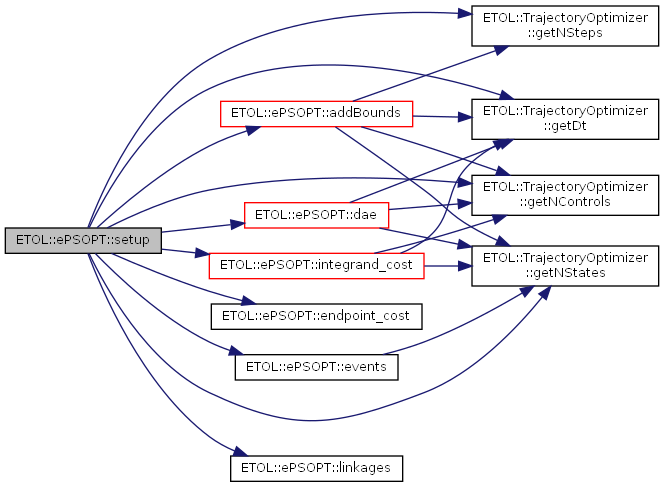 ETOL::TrajectoryOptimizer
::getNSteps
ETOL::ePSOPT::addBounds
ETOL::TrajectoryOptimizer
::getDt
ETOL::TrajectoryOptimizer
::getNControls
ETOL::ePSOPT::dae
ETOL::ePSOPT::setup
ETOL::TrajectoryOptimizer
::getNStates
ETOL::ePSOPT::integrand_cost
ETOL::ePSOPT::endpoint_cost
ETOL::ePSOPT::events
ETOL::ePSOPT::linkages